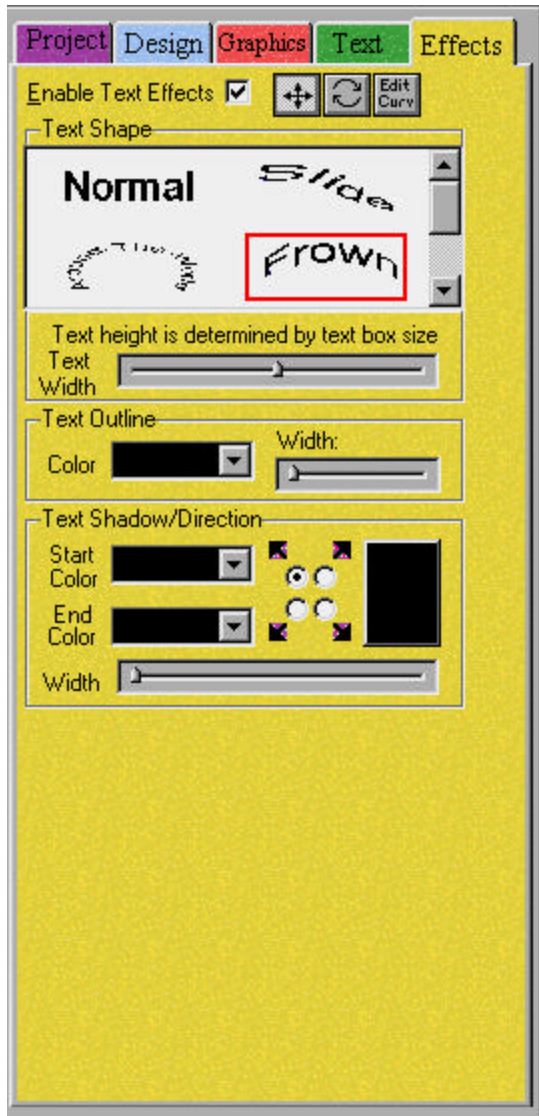 Project Design Graphics Text Effects
Enable Text Effects
Edit
Curv
Text Shape
Normal
Slide
Frown
Text height is determined by text box size
Text
Width
Text Outline
Color
Width:
Text Shadow/Direction
Start
Color
End
Color
Width